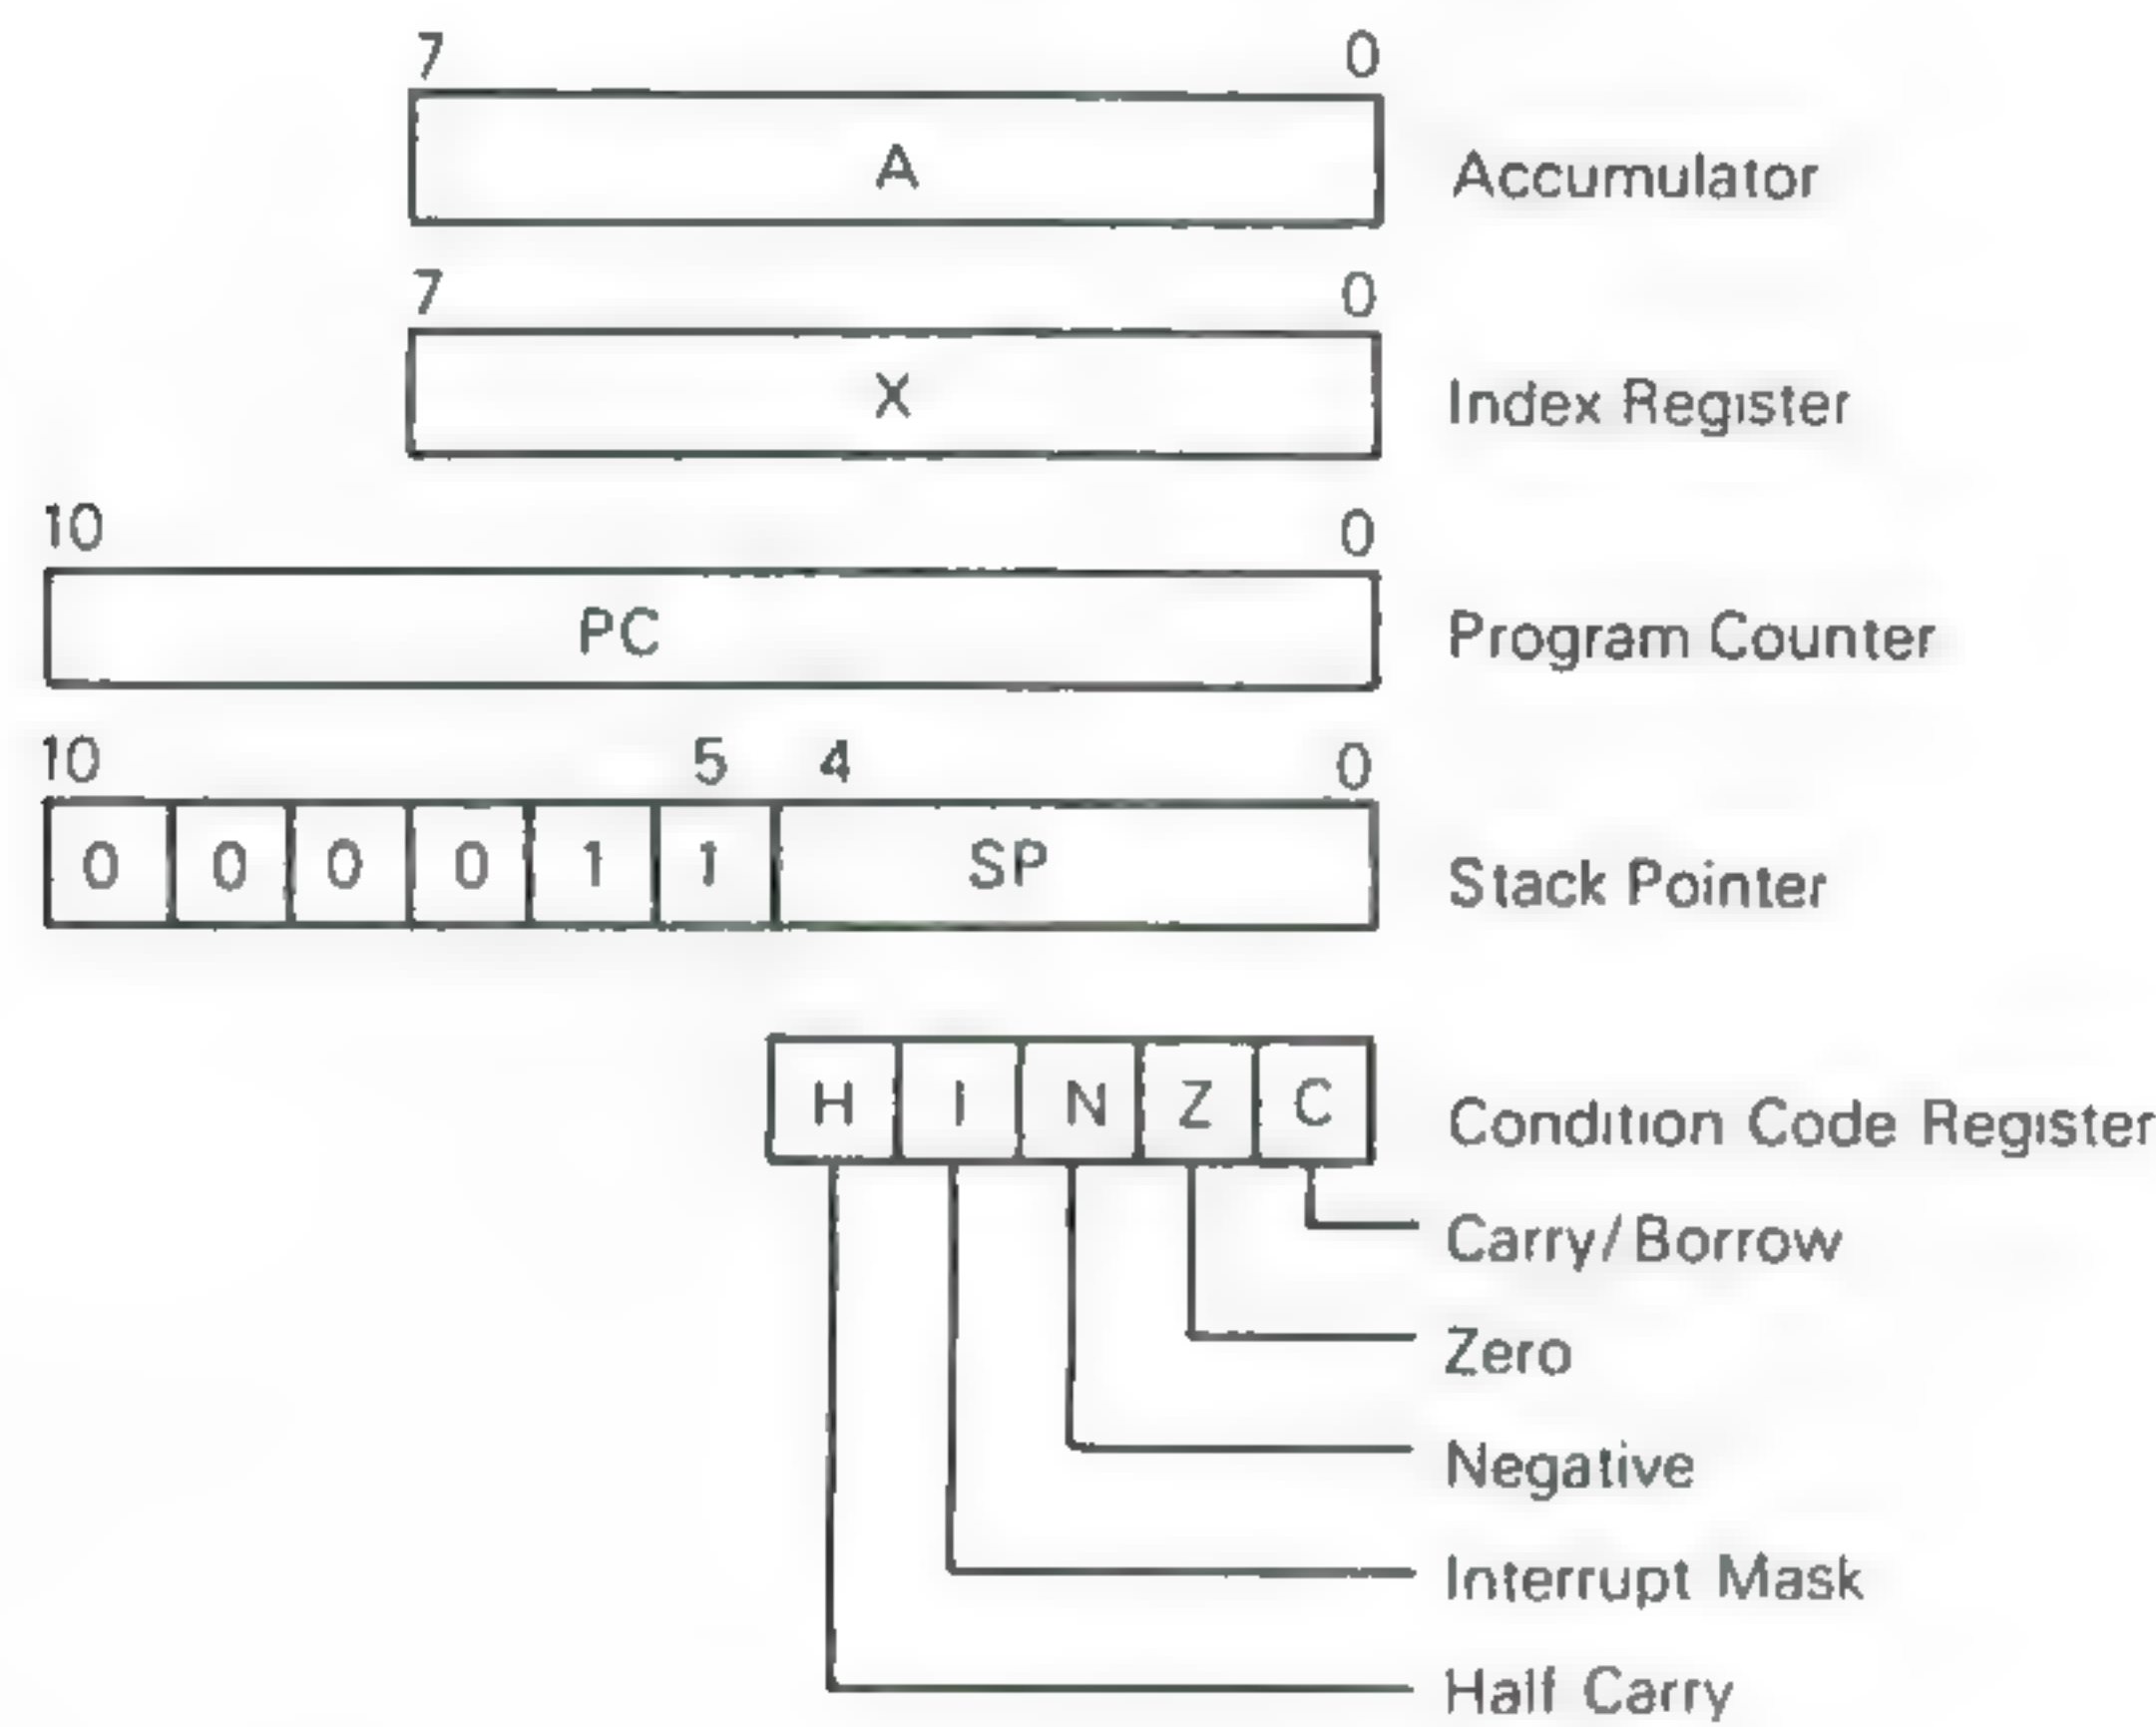 7 0
A Accumulator
7 0
X Index Register
10 0
PC Program Counter
10 5 4 0
0 0 0 0 1 1 SP Stack Pointer
H I N Z C Condition Code Register
Carry/Borrow
Zero
Negative
Interrupt Mask
Half Carry